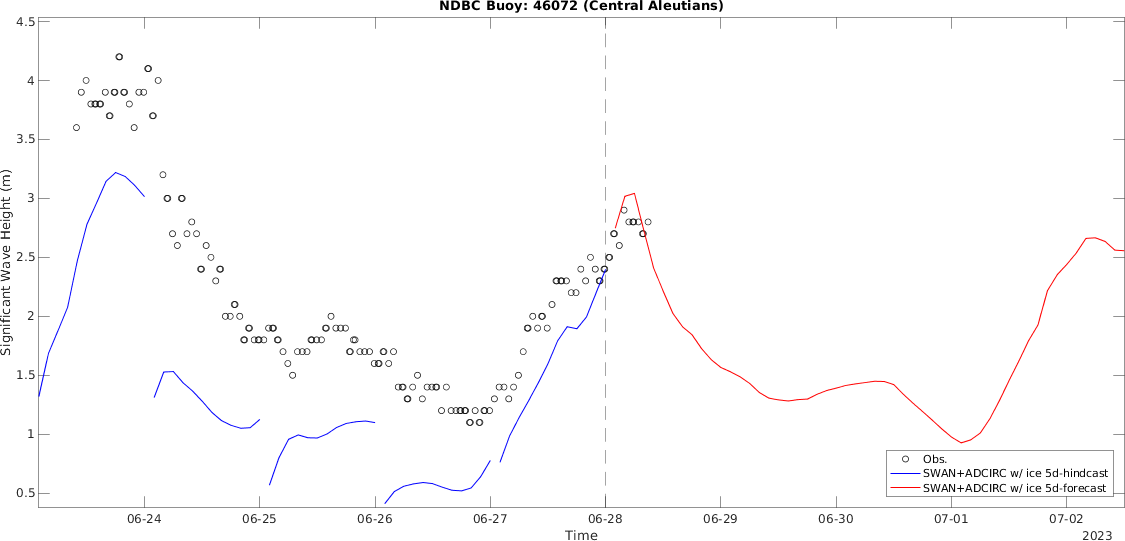 NDBC Buoy: 46072 (Central Aleutians)
Significant Wave Height (m)
4.5
4
3.5
3
2.5
2
1.5
1
0.5
Obs.
SWAN+ADCIRC w/ ice 5d-hindcast
SWAN+ADCIRC w/ ice 5d-forecast
06-24 06-25 06-26 06-27 06-28 06-29 06-30 07-01 07-02
Time
2023